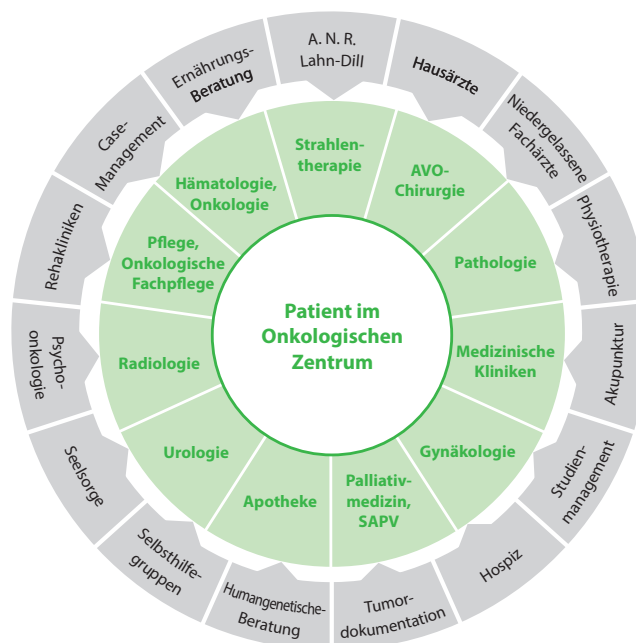 A. N. R.
Lahn-Dill
Hausärzte
Niedergelassene
Fachärzte
Physiotherapie
Akupunktur
Studien-
management
Hospiz
Tumor-
dokumentation
Humangenetische-
Beratung
Selbsthilfe-
gruppen
Seelsorge
Psycho-
onkologie
Rehakliniken
Case-
Management
Ernährungs-
Beratung
Strahlen-
therapie
AVO-
Chirurgie
Pathologie
Medizinische
Kliniken
Gynäkologie
Palliativ-
medizin,
SAPV
Apotheke
Urologie
Radiologie
Pflege,
Onkologische
Fachpflege
Hämatologie,
Onkologie
Patient im
Onkologischen
Zentrum